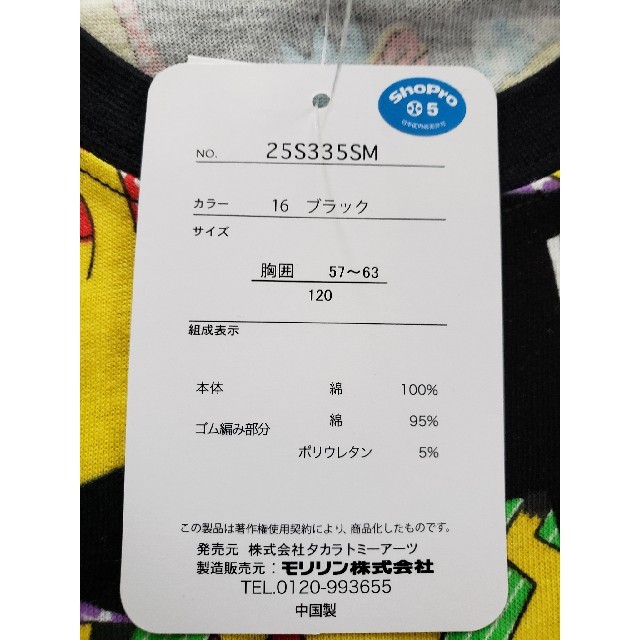 ShoPro
5
NO. 25S335SM
カラー 16 ブラック
サイズ
胸囲 57～63
120
組成表示
本体 綿 100%
ゴム編み部分 綿 95%
ポリウレタン 5%
この製品は著作権使用契約により、商品化したものです。
発売元 株式会社タカラトミーアーツ
製造販売元：モリリン株式会社
TEL.0120-993655
中国製